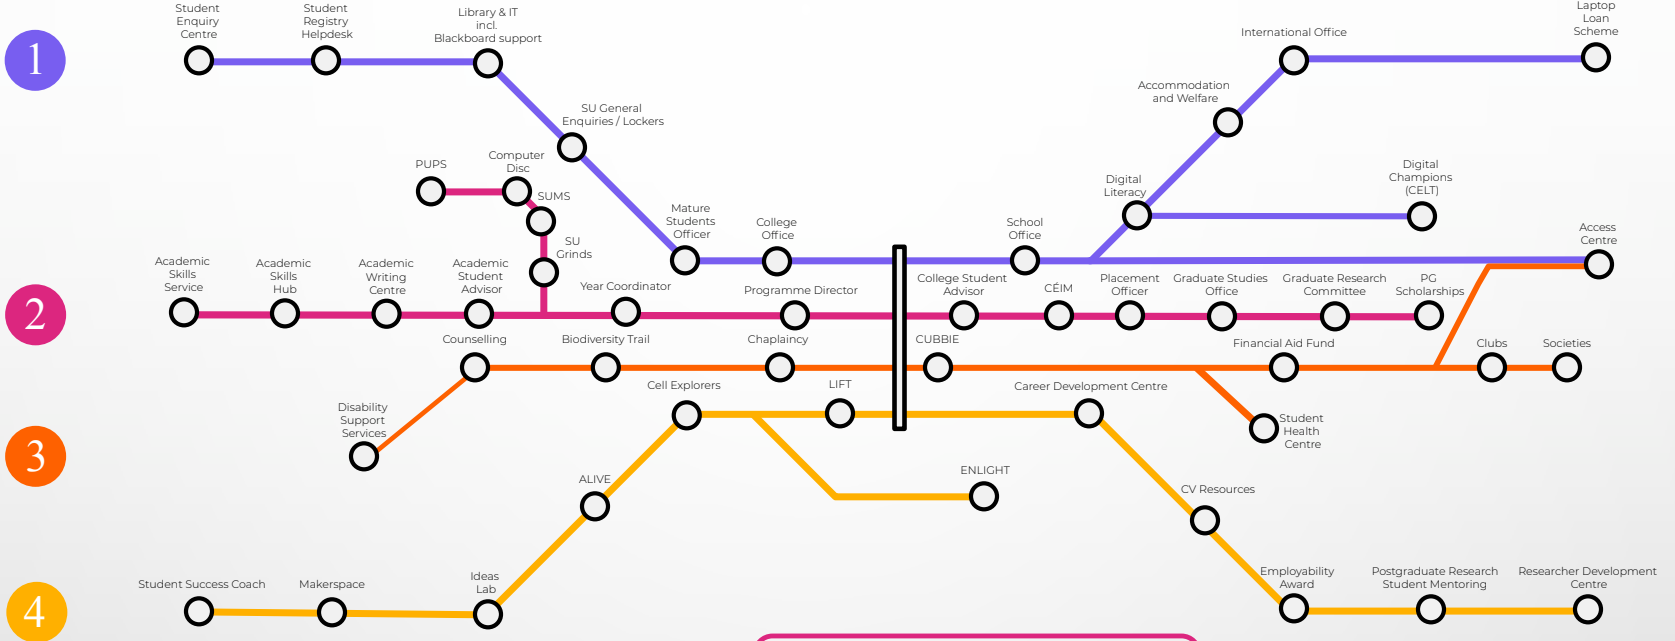 1
Student
Enquiry
Centre
Student
Registry
Helpdesk
Library & IT
incl.
Blackboard support
SU General
Enquiries / Lockers
Mature
Students
Officer
College
Office
School
Office
Digital
Literacy
Accommodation
and Welfare
International Office
Laptop
Loan
Scheme
Digital
Champions
(CELT)
Access
Centre
2
PUPS
Computer
Disc
SUMS
SU
Grinds
Academic
Skills
Service
Academic
Skills
Hub
Academic
Writing
Centre
Academic
Student
Advisor
Year Coordinator
Programme Director
College Student
Advisor
CÉIM
Placement
Officer
Graduate Studies
Office
Graduate Research
Committee
PG
Scholarships
3
Disability
Support
Services
Counselling
Biodiversity Trail
Chaplaincy
CUBBIE
Financial Aid Fund
Clubs
Societies
Student
Health
Centre
4
Student Success Coach
Makerspace
Ideas
Lab
ALIVE
Cell Explorers
LIFT
ENLIGHT
Career Development Centre
CV Resources
Employability
Award
Postgraduate Research
Student Mentoring
Researcher Development
Centre